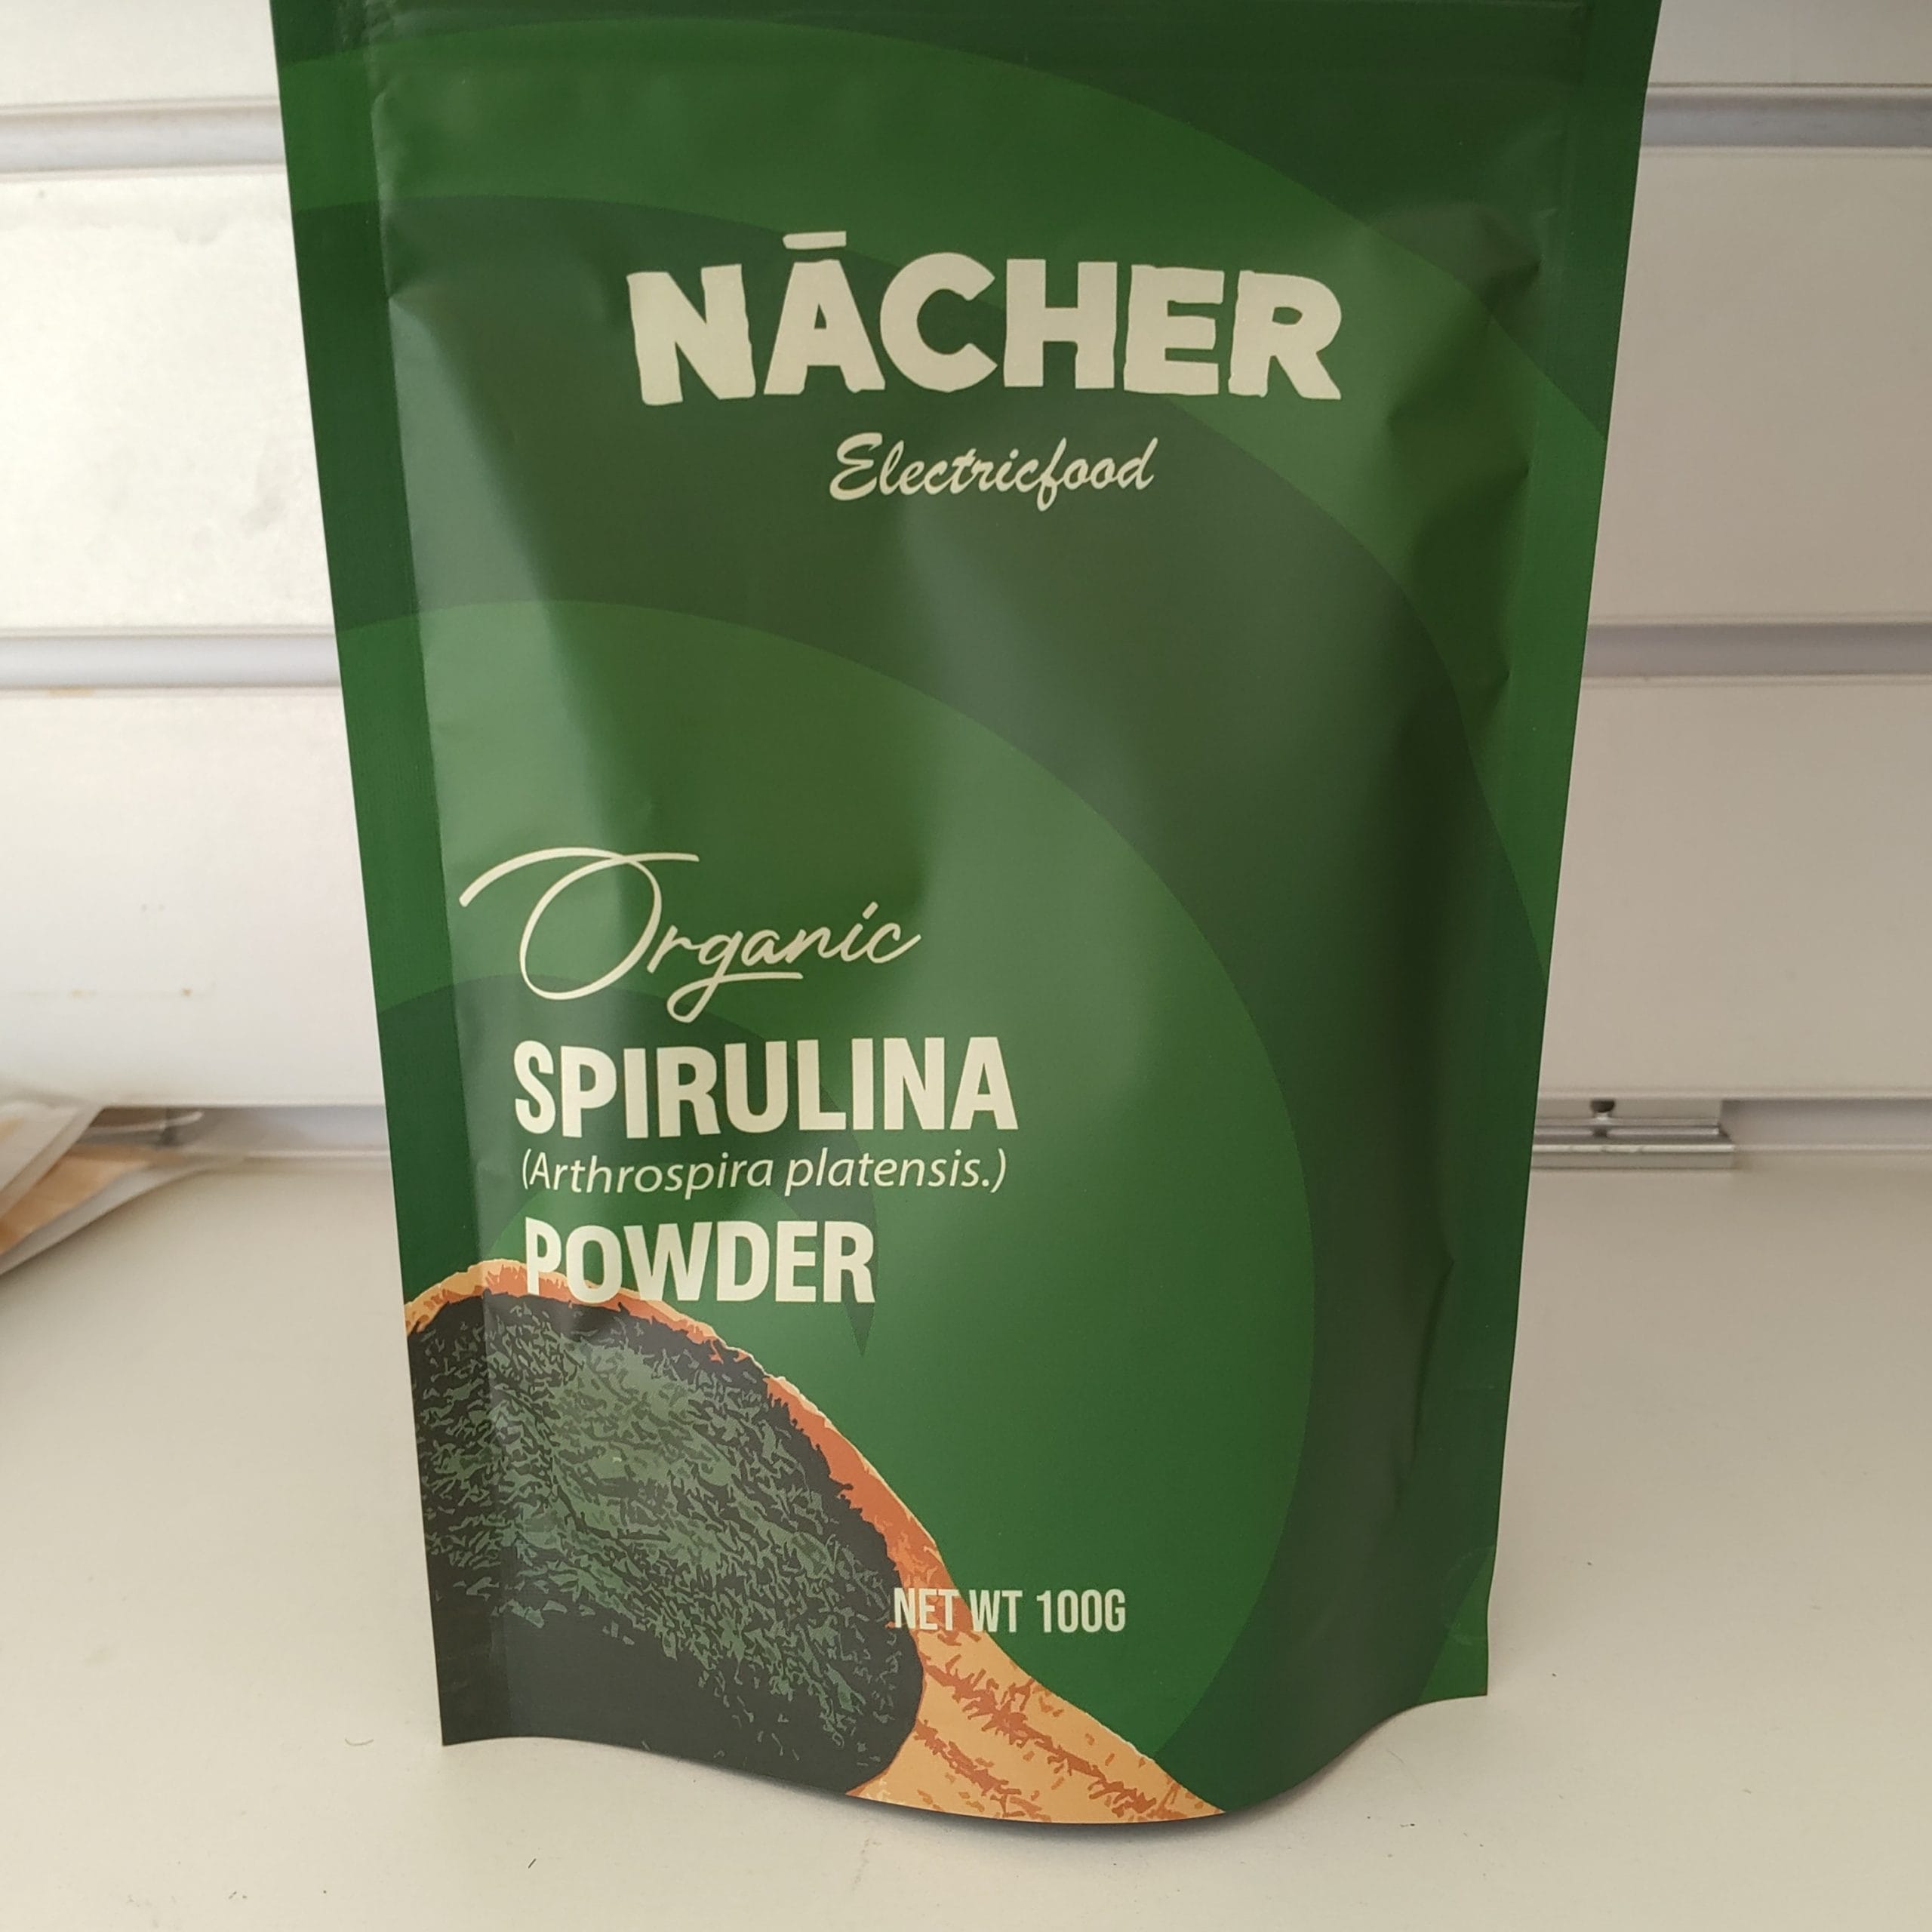 NĀCHER
Electricfood
Organic
SPIRULINA
(Arthrospira platensis.)
POWDER
NET WT 100G